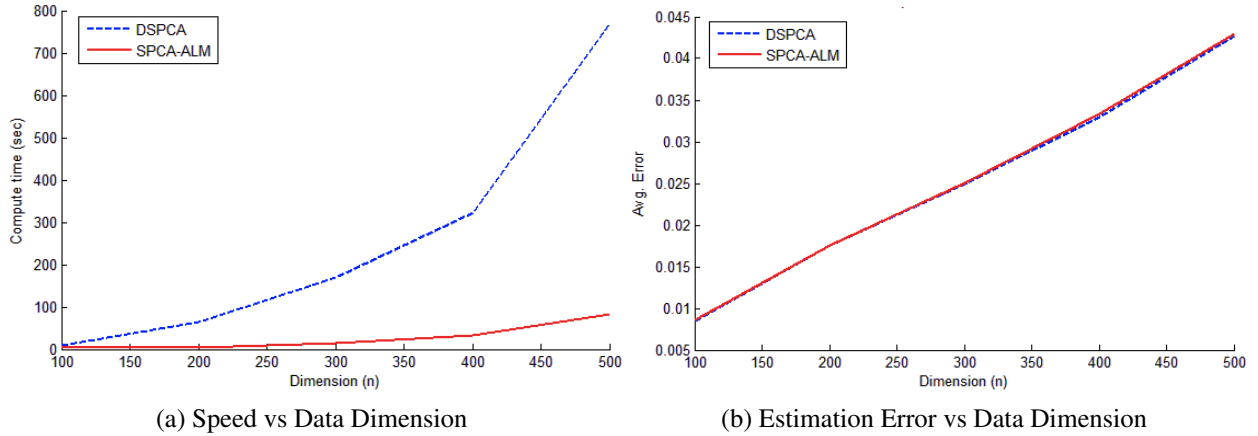 DSPCA
SPCA-ALM
Compute time (sec)
800
700
600
500
400
300
200
100
0
100 150 200 250 300 350 400 450 500
Dimension (n)
(a) Speed vs Data Dimension
DSPCA
SPCA-ALM
Avg. Error
0.045
0.04
0.035
0.03
0.025
0.02
0.015
0.01
0.005
100 150 200 250 300 350 400 450 500
Dimension (n)
(b) Estimation Error vs Data Dimension